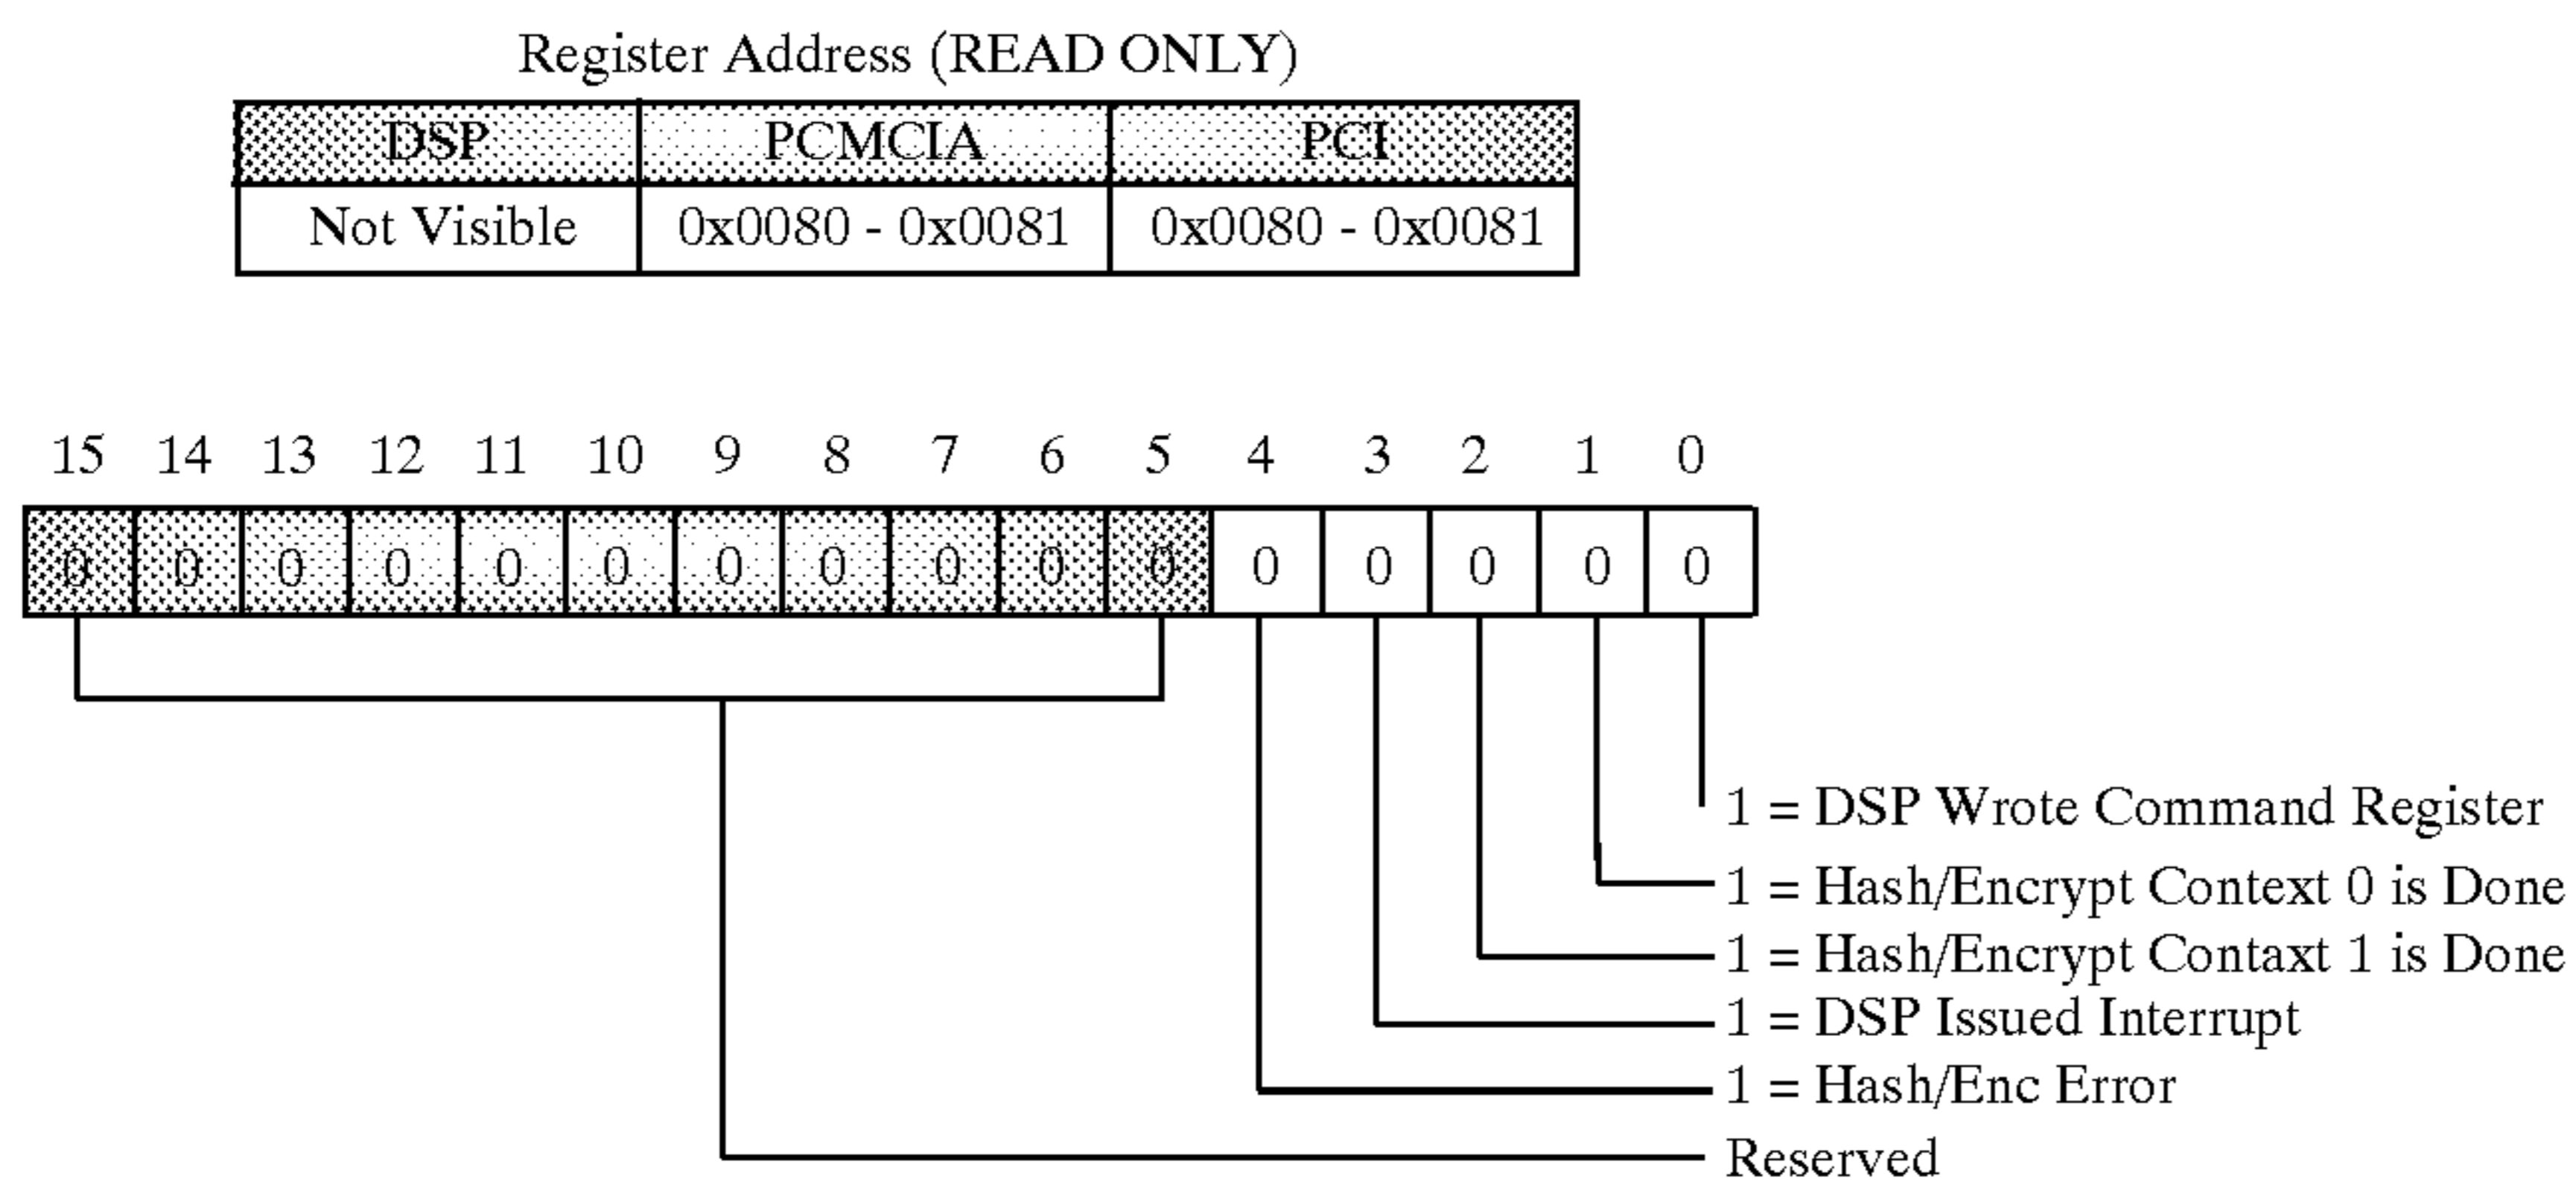 Register Address (READ ONLY)
DSP PCMCIA PCI
Not Visible 0x0080 - 0x0081 0x0080 - 0x0081
15 14 13 12 11 10 9 8 7 6 5 4 3 2 1 0
0 0 0 0 0 0 0 0 0 0 0 0 0 0 0 0
1 = DSP Wrote Command Register
1 = Hash/Encrypt Context 0 is Done
1 = Hash/Encrypt Contaxt 1 is Done
1 = DSP Issued Interrupt
1 = Hash/Enc Error
Reserved